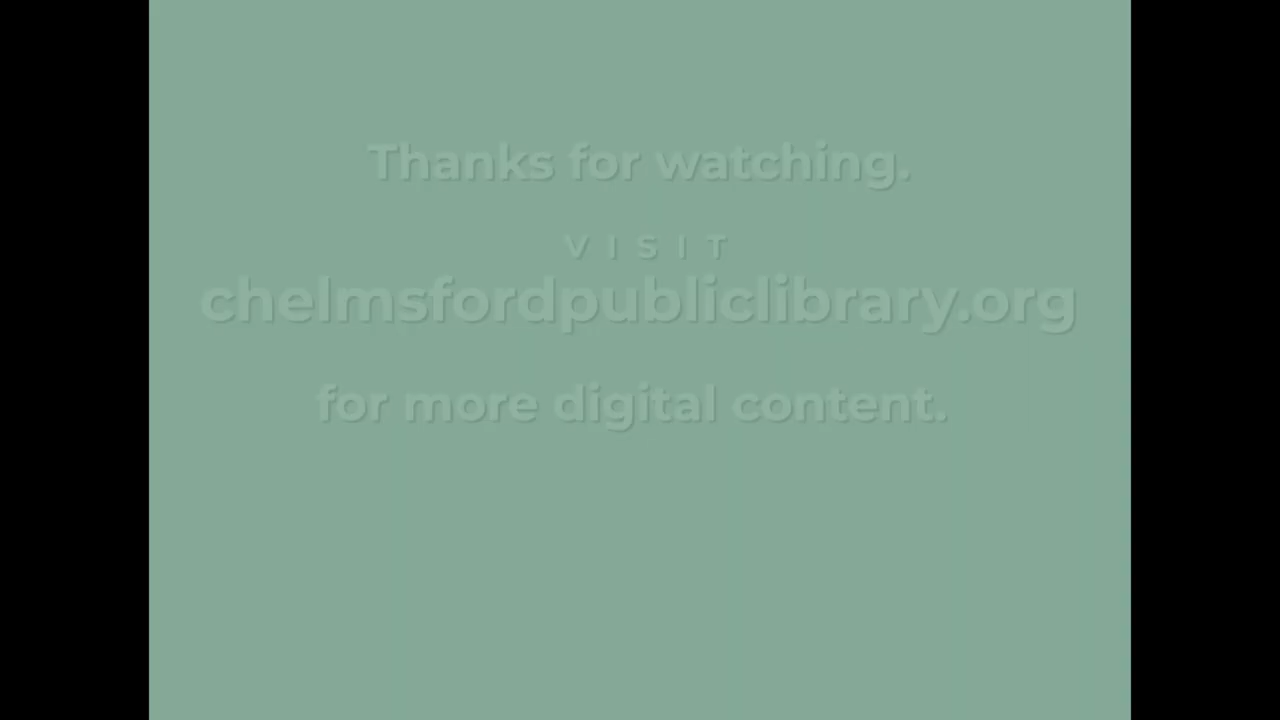 Thanks for watching.
VISIT
chelmsfordpubliclibrary.org
for more digital content.